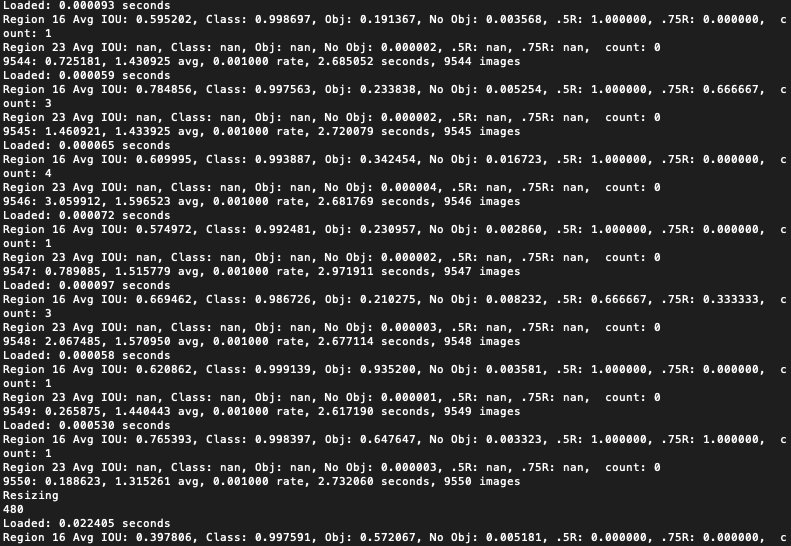 Loaded: 0.000093 seconds
Region 16 Avg IOU: 0.595202, Class: 0.998697, Obj: 0.191367, No Obj: 0.003568, .5R: 1.000000, .75R: 0.000000,  c
ount: 1
Region 23 Avg IOU: nan, Class: nan, Obj: nan, No Obj: 0.000002, .5R: nan, .75R: nan,  count: 0
9544: 0.725181, 1.430925 avg, 0.001000 rate, 2.685052 seconds, 9544 images
Loaded: 0.000059 seconds
Region 16 Avg IOU: 0.784856, Class: 0.997563, Obj: 0.233838, No Obj: 0.005254, .5R: 1.000000, .75R: 0.666667,  c
ount: 3
Region 23 Avg IOU: nan, Class: nan, Obj: nan, No Obj: 0.000002, .5R: nan, .75R: nan,  count: 0
9545: 1.460921, 1.433925 avg, 0.001000 rate, 2.720079 seconds, 9545 images
Loaded: 0.000065 seconds
Region 16 Avg IOU: 0.609995, Class: 0.993887, Obj: 0.342454, No Obj: 0.016723, .5R: 1.000000, .75R: 0.000000,  c
ount: 4
Region 23 Avg IOU: nan, Class: nan, Obj: nan, No Obj: 0.000004, .5R: nan, .75R: nan,  count: 0
9546: 3.059912, 1.596523 avg, 0.001000 rate, 2.681769 seconds, 9546 images
Loaded: 0.000072 seconds
Region 16 Avg IOU: 0.574972, Class: 0.992481, Obj: 0.230957, No Obj: 0.002860, .5R: 1.000000, .75R: 0.000000,  c
ount: 1
Region 23 Avg IOU: nan, Class: nan, Obj: nan, No Obj: 0.000002, .5R: nan, .75R: nan,  count: 0
9547: 0.789085, 1.515779 avg, 0.001000 rate, 2.971911 seconds, 9547 images
Loaded: 0.000097 seconds
Region 16 Avg IOU: 0.669462, Class: 0.986726, Obj: 0.210275, No Obj: 0.008232, .5R: 0.666667, .75R: 0.333333,  c
ount: 3
Region 23 Avg IOU: nan, Class: nan, Obj: nan, No Obj: 0.000003, .5R: nan, .75R: nan,  count: 0
9548: 2.067485, 1.570950 avg, 0.001000 rate, 2.677114 seconds, 9548 images
Loaded: 0.000058 seconds
Region 16 Avg IOU: 0.620862, Class: 0.999139, Obj: 0.935200, No Obj: 0.003581, .5R: 1.000000, .75R: 0.000000,  c
ount: 1
Region 23 Avg IOU: nan, Class: nan, Obj: nan, No Obj: 0.000001, .5R: nan, .75R: nan,  count: 0
9549: 0.265875, 1.440443 avg, 0.001000 rate, 2.617190 seconds, 9549 images
Loaded: 0.000530 seconds
Region 16 Avg IOU: 0.765393, Class: 0.998397, Obj: 0.647647, No Obj: 0.003323, .5R: 1.000000, .75R: 1.000000,  c
ount: 1
Region 23 Avg IOU: nan, Class: nan, Obj: nan, No Obj: 0.000003, .5R: nan, .75R: nan,  count: 0
9550: 0.188623, 1.315261 avg, 0.001000 rate, 2.732060 seconds, 9550 images
Resizing
480
Loaded: 0.022405 seconds
Region 16 Avg IOU: 0.397806, Class: 0.997591, Obj: 0.572067, No Obj: 0.005181, .5R: 0.000000, .75R: 0.000000,  c